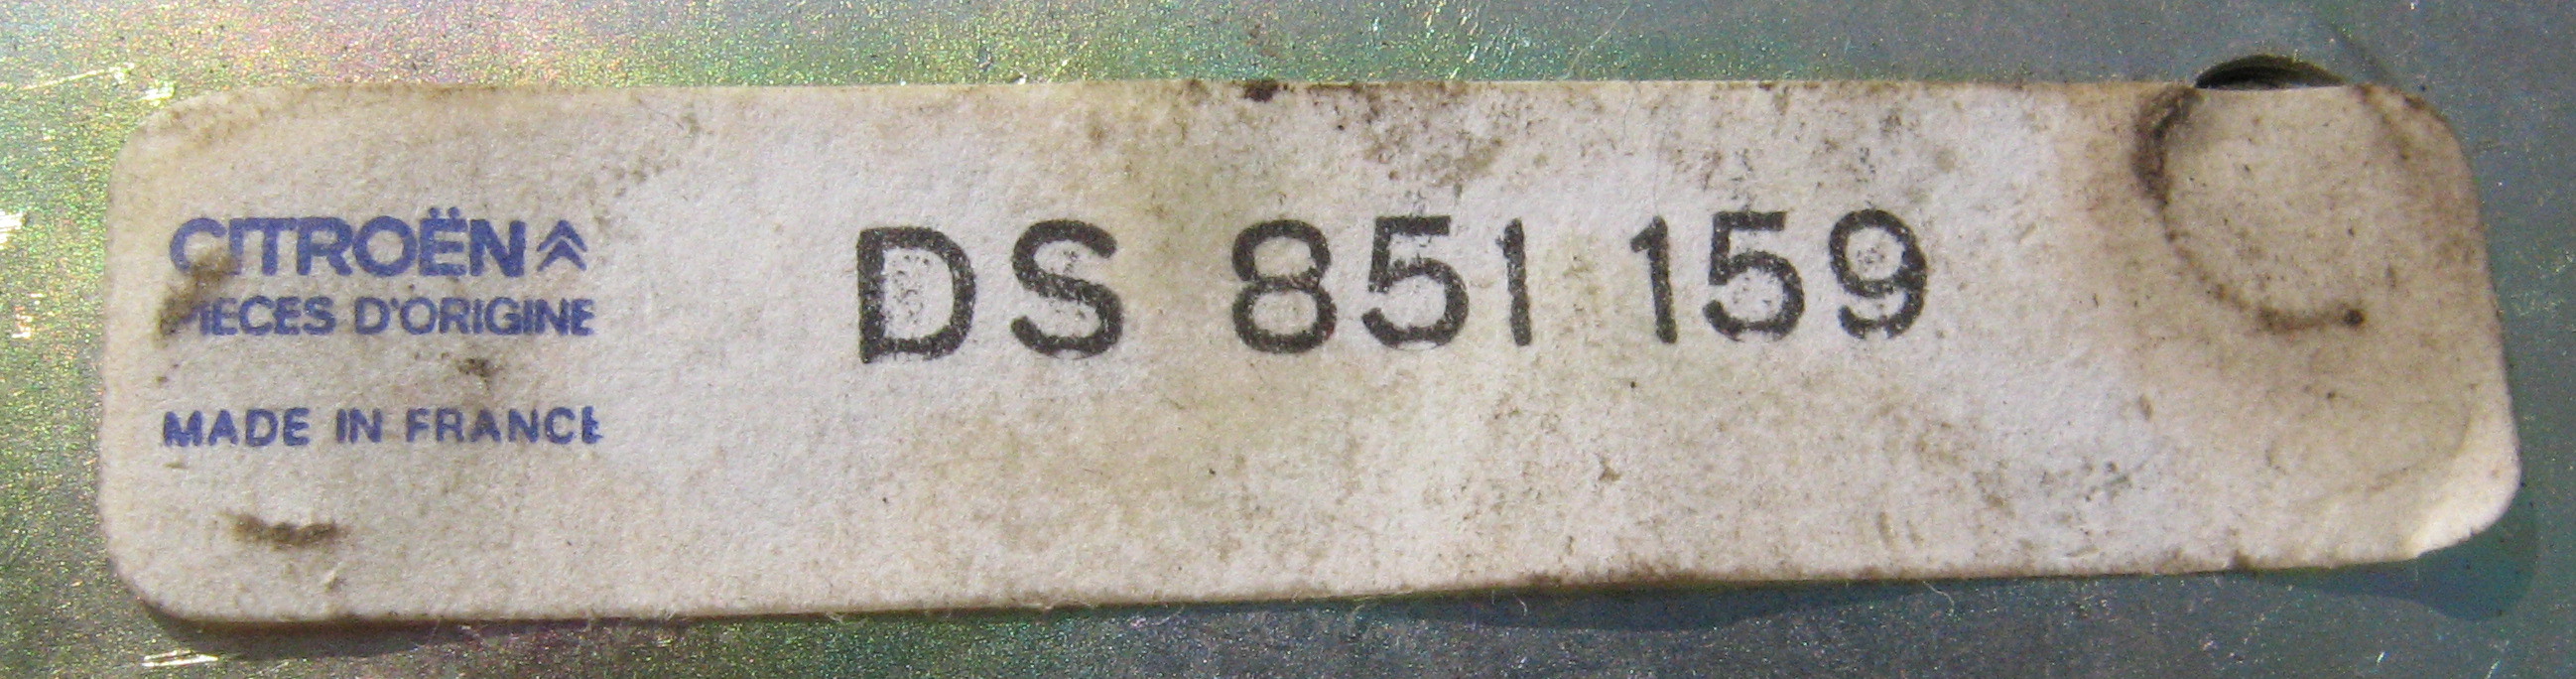 CITROËN
PIECES D'ORIGINE
MADE IN FRANCE
DS 851 159